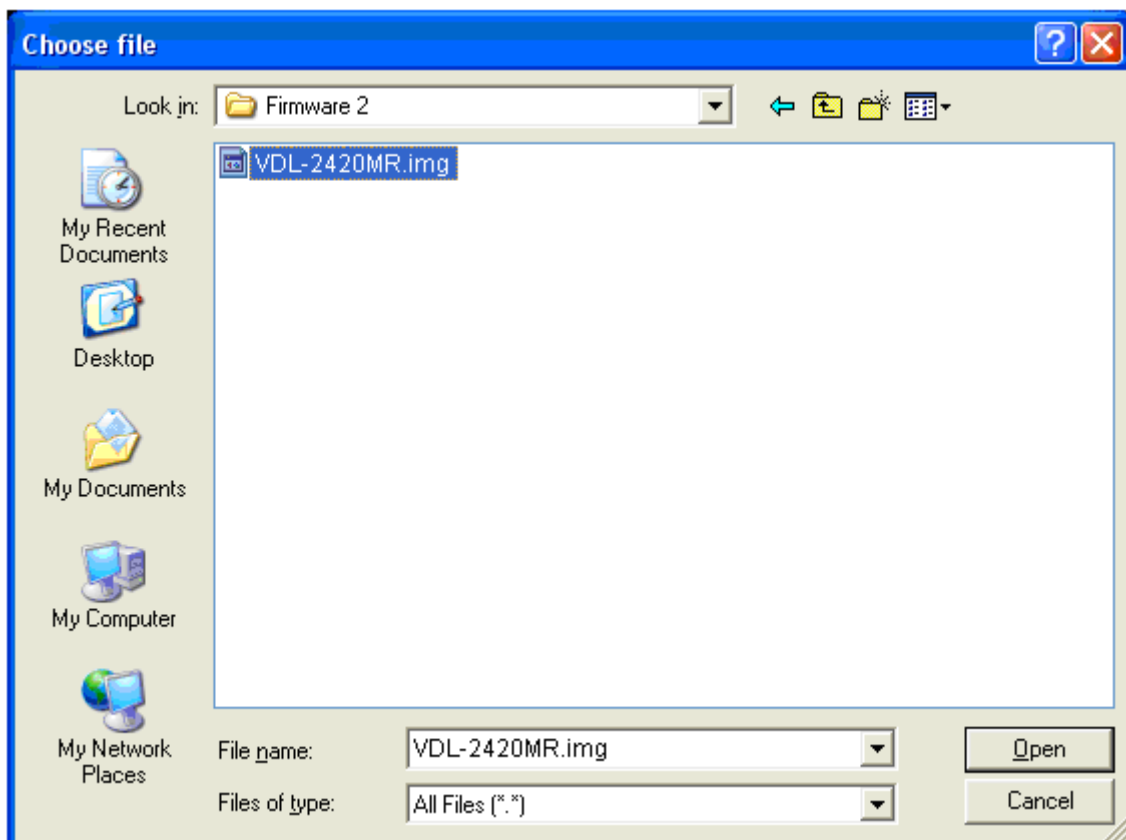 Choose file
Look in: Firmware 2
VDL-2420MR.img
My Recent
Documents
Desktop
My Documents
My Computer
My Network
Places
File name: VDL-2420MR.img
Open
Files of type: All Files (*.*)
Cancel